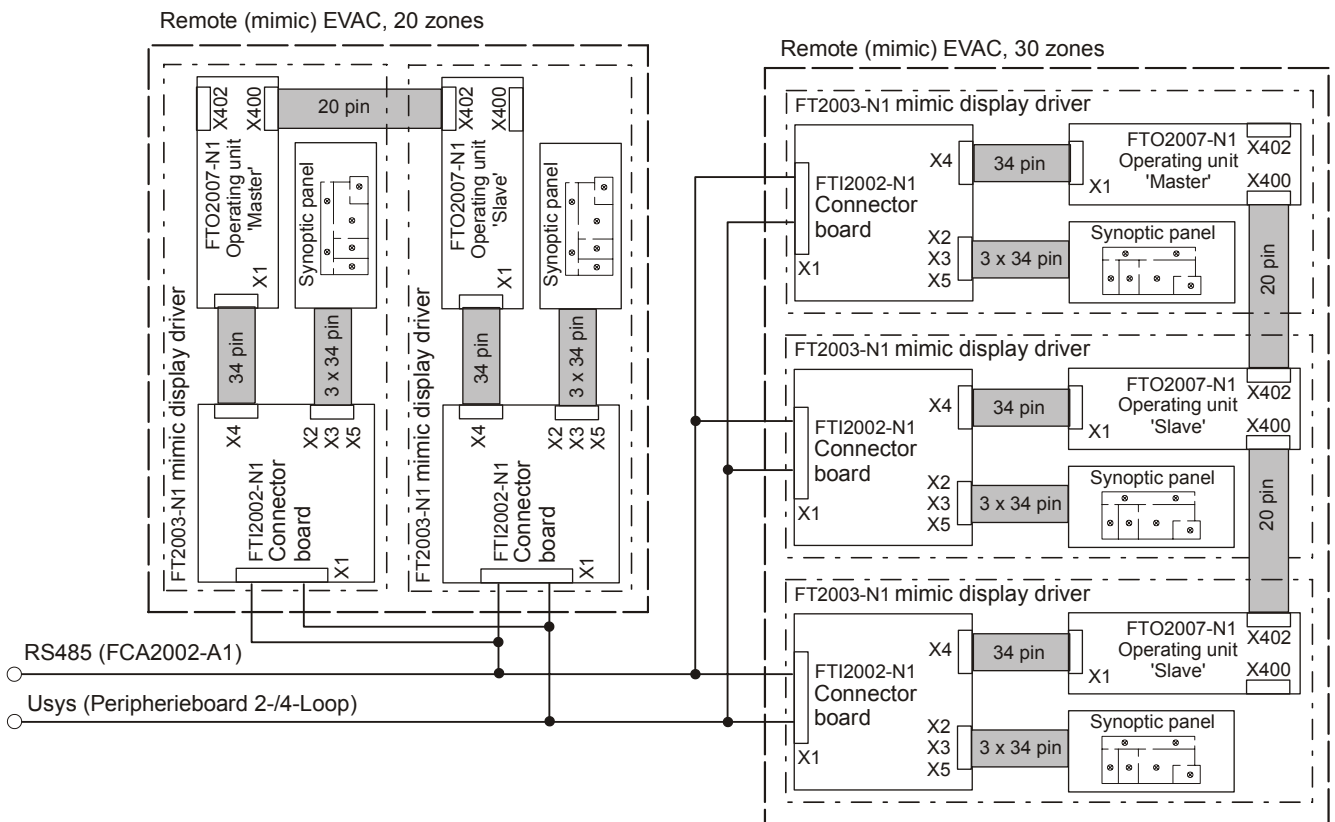 Remote (mimic) EVAC, 20 zones
X402
X400
20 pin
X402
X400
FTO2007-N1
Operating unit
'Master'
X1
Synoptic panel
FTO2007-N1
Operating unit
'Slave'
X1
Synoptic panel
34 pin
3 x 34 pin
34 pin
3 x 34 pin
FT2003-N1 mimic display driver
X4
X2
X3
X5
FTI2002-N1
Connector
board
X1
FT2003-N1 mimic display driver
X4
X2
X3
X5
FTI2002-N1
Connector
board
X1
RS485 (FCA2002-A1)
Usys (Peripherieboard 2-/4-Loop)
Remote (mimic) EVAC, 30 zones
FT2003-N1 mimic display driver
FTI2002-N1
Connector
board
X1
X4
34 pin
X1
FTO2007-N1
Operating unit
'Master'
X402
X400
X2
X3
X5
3 x 34 pin
Synoptic panel
20 pin
FT2003-N1 mimic display driver
FTI2002-N1
Connector
board
X1
X4
34 pin
X1
FTO2007-N1
Operating unit
'Slave'
X402
X400
X2
X3
X5
3 x 34 pin
Synoptic panel
20 pin
FT2003-N1 mimic display driver
FTI2002-N1
Connector
board
X1
X4
34 pin
X1
FTO2007-N1
Operating unit
'Slave'
X402
X400
X2
X3
X5
3 x 34 pin
Synoptic panel